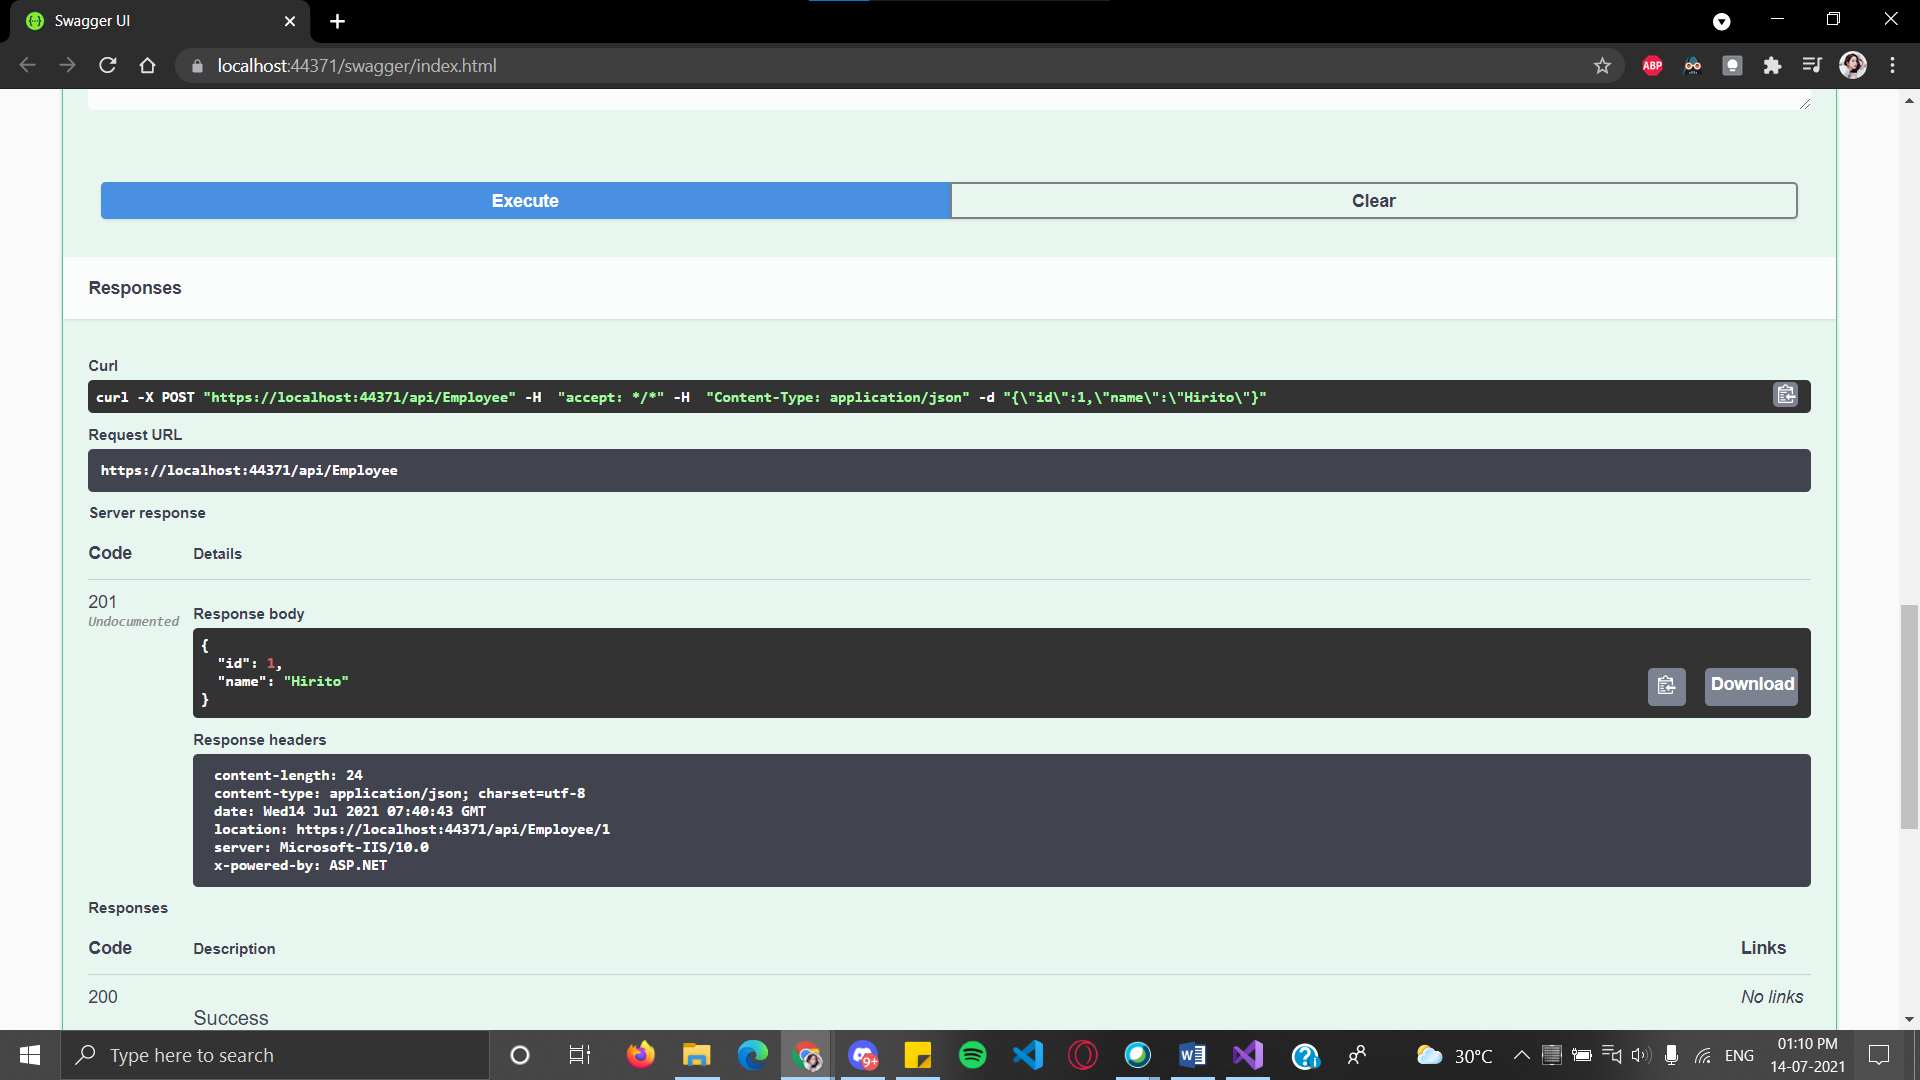 Swagger UI
localhost:44371/swagger/index.html
ABP
Execute
Clear
Responses
Curl
curl -X POST "https://localhost:44371/api/Employee" -H  "accept: */*" -H  "Content-Type: application/json" -d "{\"id\":1,\"name\":\"Hirito\"}"
Request URL
https://localhost:44371/api/Employee
Server response
Code Details
201
Undocumented
Response body
{
"id": 1,
"name": "Hirito"
}
Download
Response headers
content-length: 24
content-type: application/json; charset=utf-8
date: Wed14 Jul 2021 07:40:43 GMT
location: https://localhost:44371/api/Employee/1
server: Microsoft-IIS/10.0
x-powered-by: ASP.NET
Responses
Code Description Links
200 No links
Success
Type here to search
9+
30°C
ENG
01:10 PM
14-07-2021